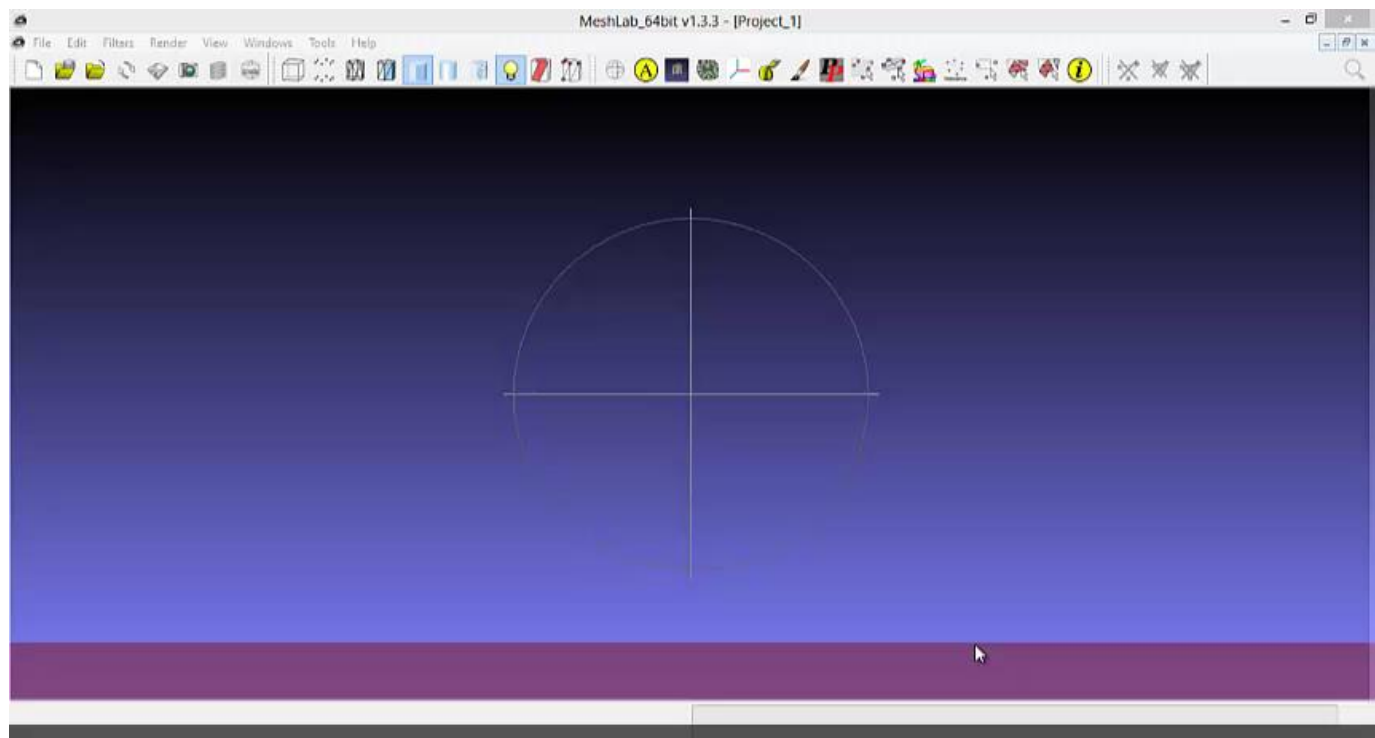 MeshLab_64bit v1.3.3 - [Project_1]
File Edit Filters Render View Windows Tools Help
A
i